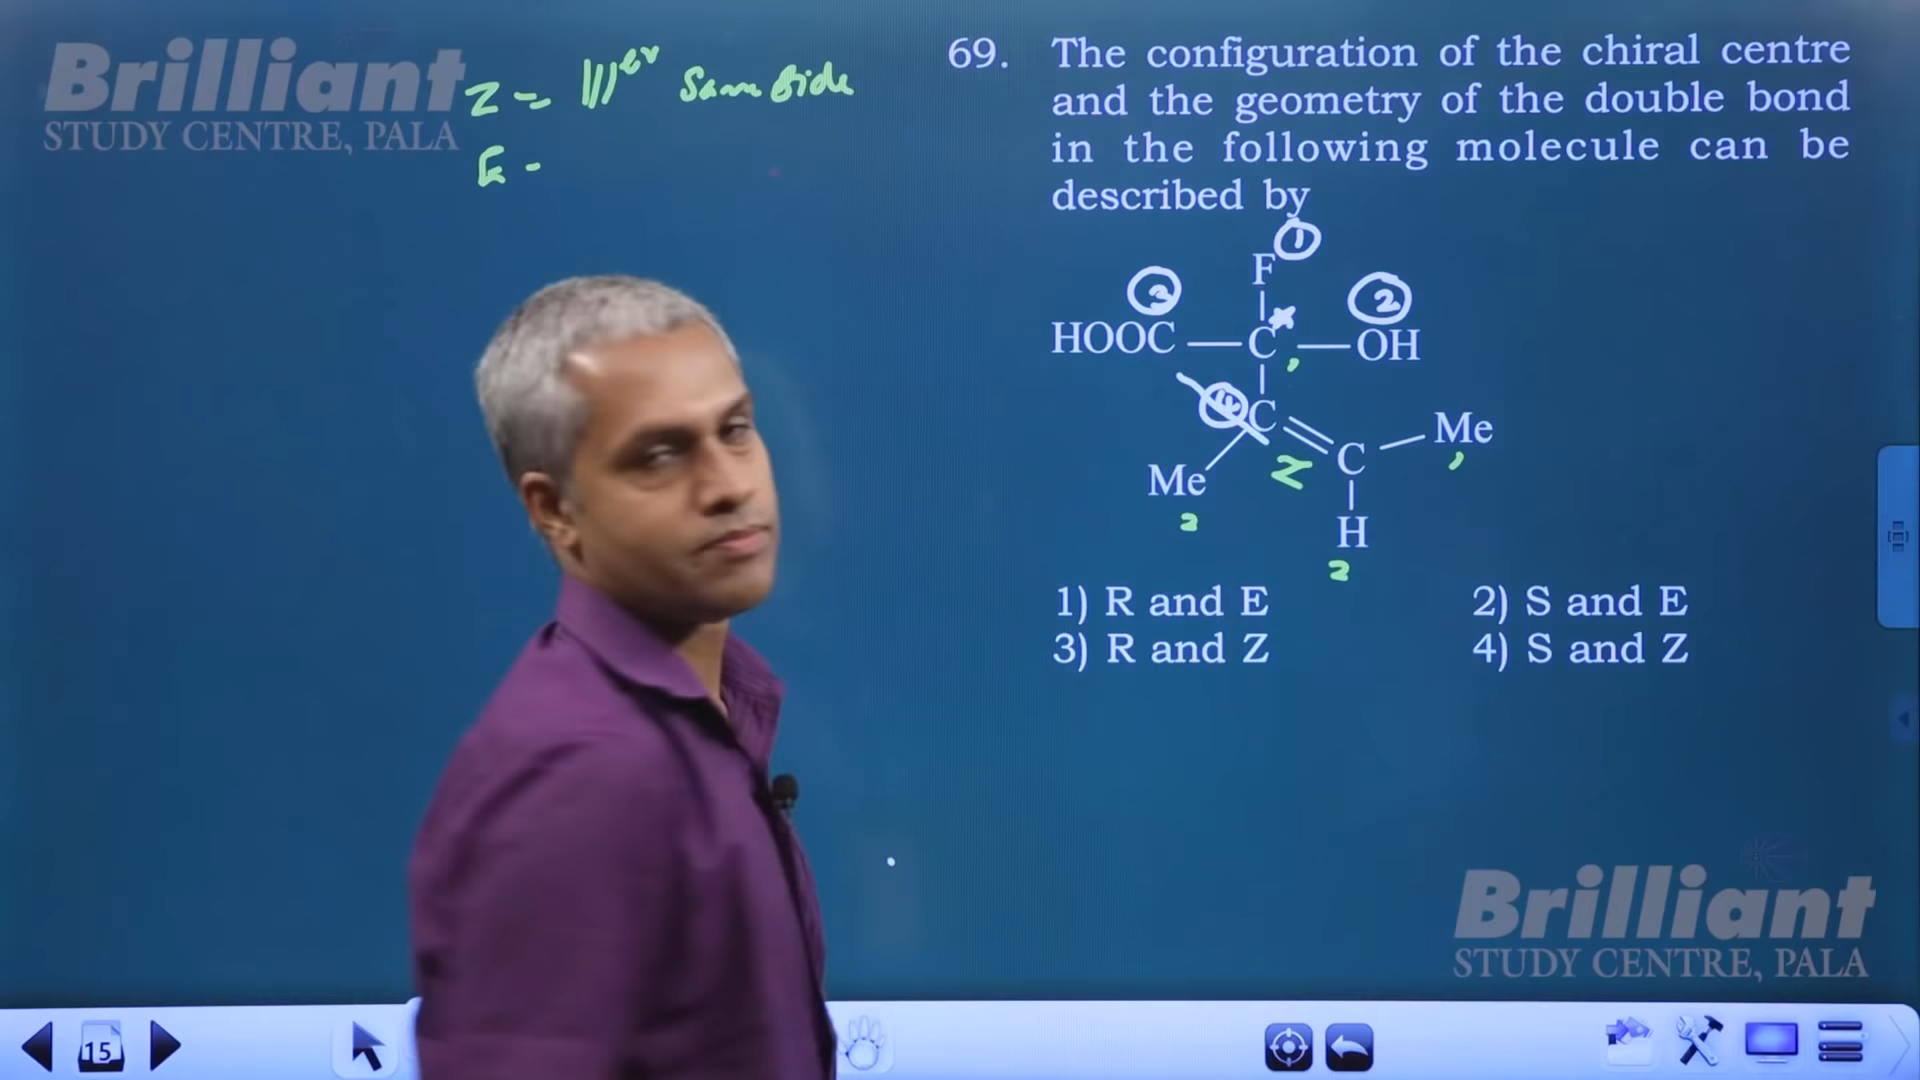 Brilliant
STUDY CENTRE, PALA
Z = same side
E -
69. The configuration of the chiral centre
and the geometry of the double bond
in the following molecule can be
described by
1
F
3
2
HOOC — C — OH
4
C
Me
C
Me
Z
2
H
2
1) R and E
2) S and E
3) R and Z
4) S and Z
Brilliant
STUDY CENTRE, PALA
15